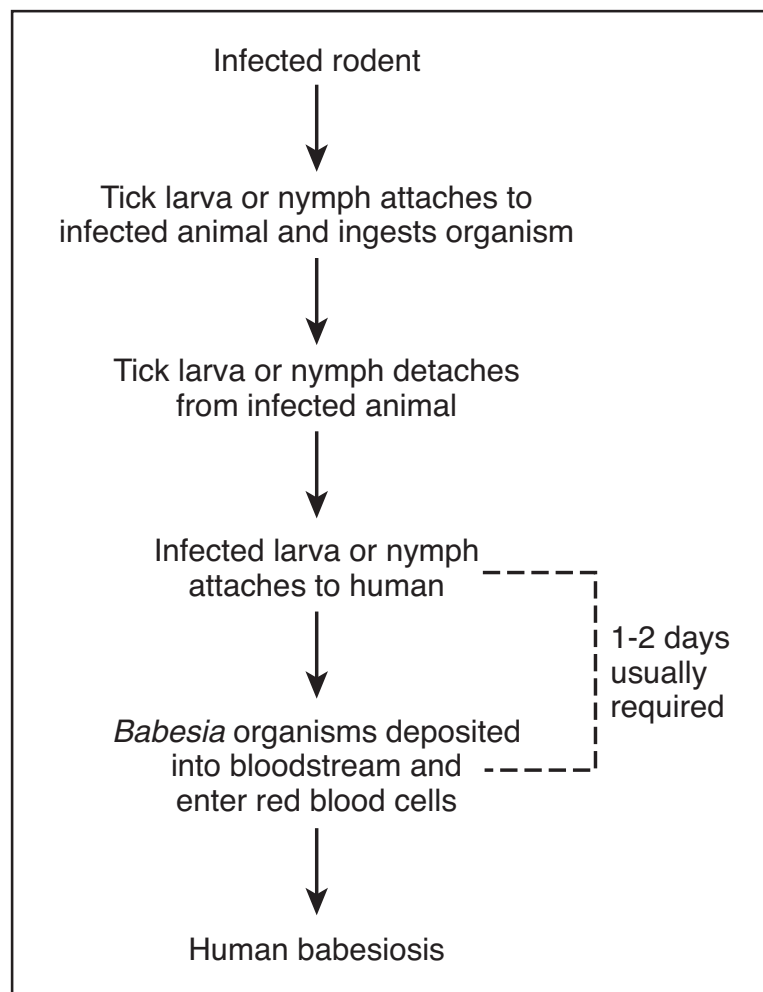 Infected rodent
Tick larva or nymph attaches to
infected animal and ingests organism
Tick larva or nymph detaches
from infected animal
Infected larva or nymph
attaches to human
1-2 days
usually
required
Babesia organisms deposited
into bloodstream and
enter red blood cells
Human babesiosis